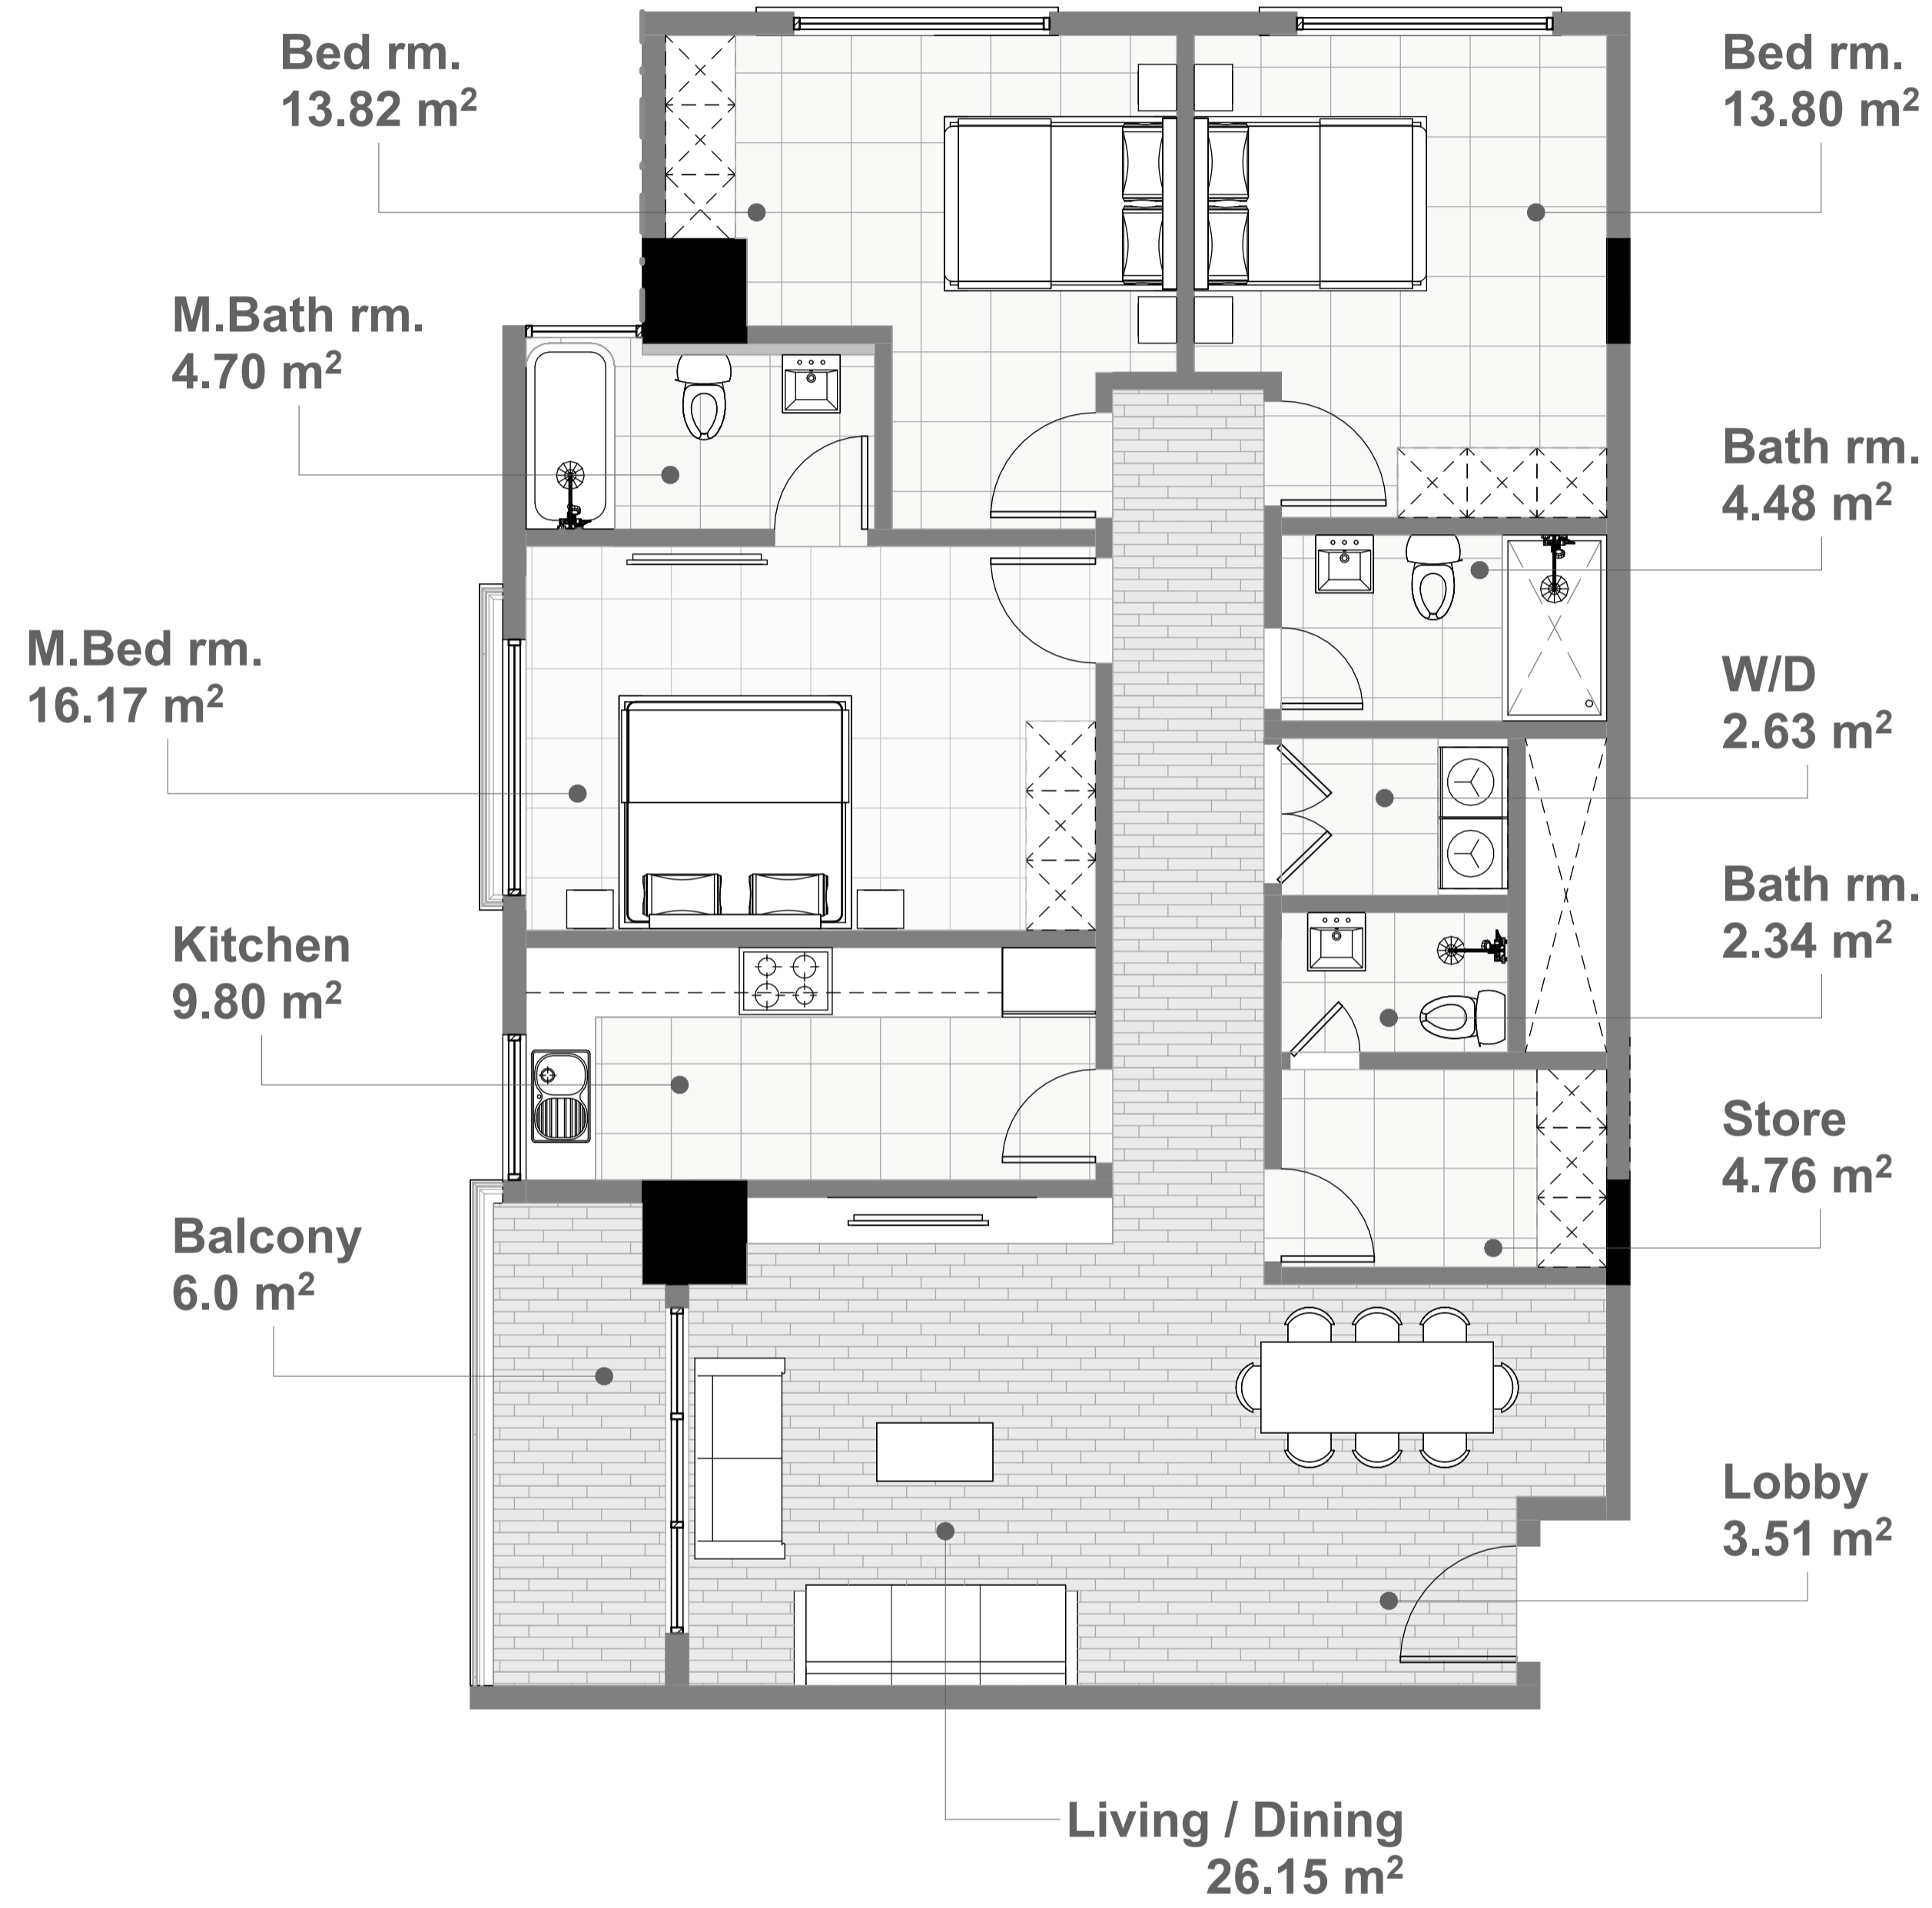 Bed rm.
13.82 m²
Bed rm.
13.80 m²
M.Bath rm.
4.70 m²
Bath rm.
4.48 m²
M.Bed rm.
16.17 m²
W/D
2.63 m²
Kitchen
9.80 m²
Bath rm.
2.34 m²
Store
4.76 m²
Balcony
6.0 m²
Lobby
3.51 m²
Living / Dining
26.15 m²